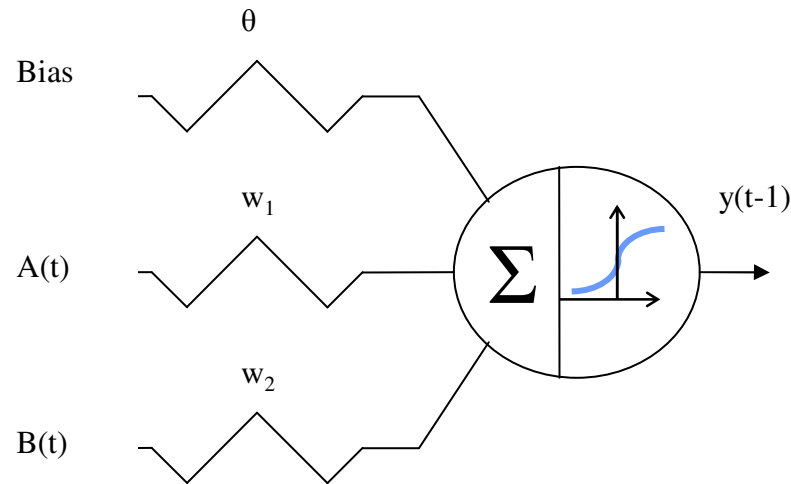 θ
Bias
w₁
y(t-1)
A(t)
Σ
w₂
B(t)